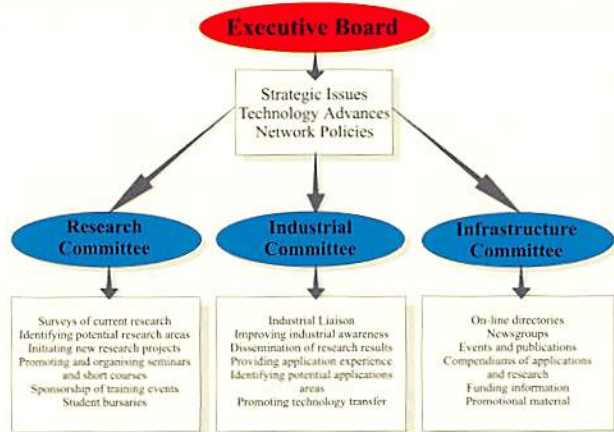 Executive Board
Strategic Issues
Technology Advances
Network Policies
Research
Committee
Industrial
Committee
Infrastructure
Committee
Surveys of current research
Identifying potential research areas
Initiating new research projects
Promoting and organising seminars
and short courses
Sponsorship of training events
Student bursaries
Industrial Liaison
Improving industrial awareness
Dissemination of research results
Providing application experience
Identifying potential applications
areas
Promoting technology transfer
On-line directories
Newsgroups
Events and publications
Compendiums of applications
and research
Funding information
Promotional material